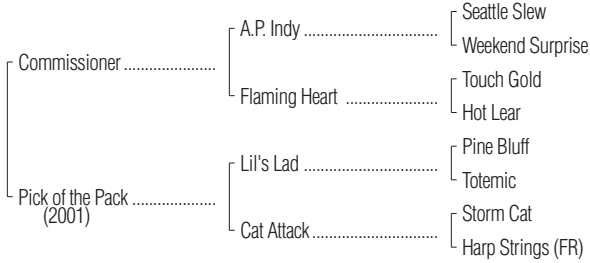 Seattle Slew
A.P. Indy ..............................
Weekend Surprise
Commissioner .....................
Touch Gold
Flaming Heart .....................
Hot Lear
Pine Bluff
Lil's Lad ..............................
Totemic
Pick of the Pack ...................
(2001)
Storm Cat
Cat Attack ............................
Harp Strings (FR)